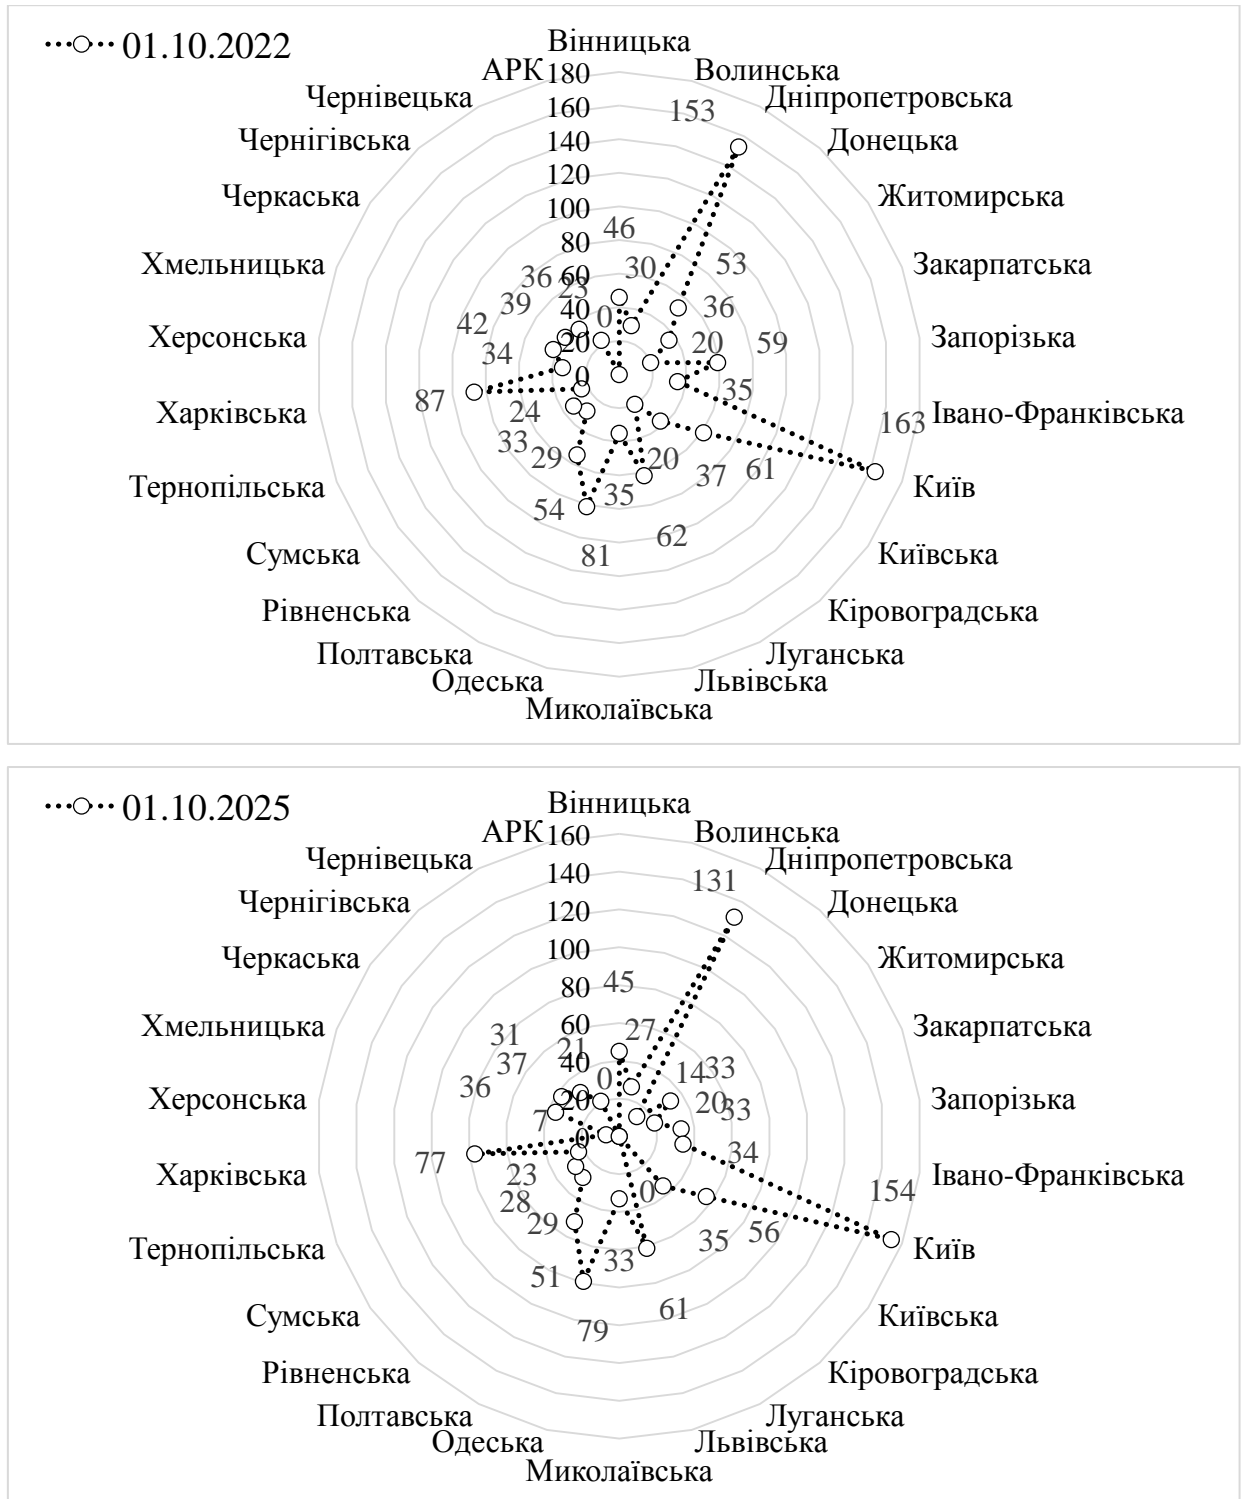 01.10.2022
Вінницька
АРК
Волинська
Чернівецька
Дніпропетровська
Чернігівська
Донецька
Черкаська
Житомирська
Хмельницька
Закарпатська
Херсонська
Запорізька
Харківська
Івано-Франківська
Тернопільська
Київ
Сумська
Київська
Рівненська
Кіровоградська
Полтавська
Луганська
Одеська
Львівська
Миколаївська
180
160
140
120
100
80
60
40
20
0
46
30
153
53
36
20
59
35
163
61
37
20
62
35
81
54
29
33
24
87
34
42
39
36
23
0
01.10.2025
Вінницька
АРК
Волинська
Чернівецька
Дніпропетровська
Чернігівська
Донецька
Черкаська
Житомирська
Хмельницька
Закарпатська
Херсонська
Запорізька
Харківська
Івано-Франківська
Тернопільська
Київ
Сумська
Київська
Рівненська
Кіровоградська
Полтавська
Луганська
Одеська
Львівська
Миколаївська
160
140
120
100
80
60
40
20
0
45
27
131
14
33
20
33
34
154
56
35
0
61
33
79
51
29
28
23
77
7
36
37
31
21
0